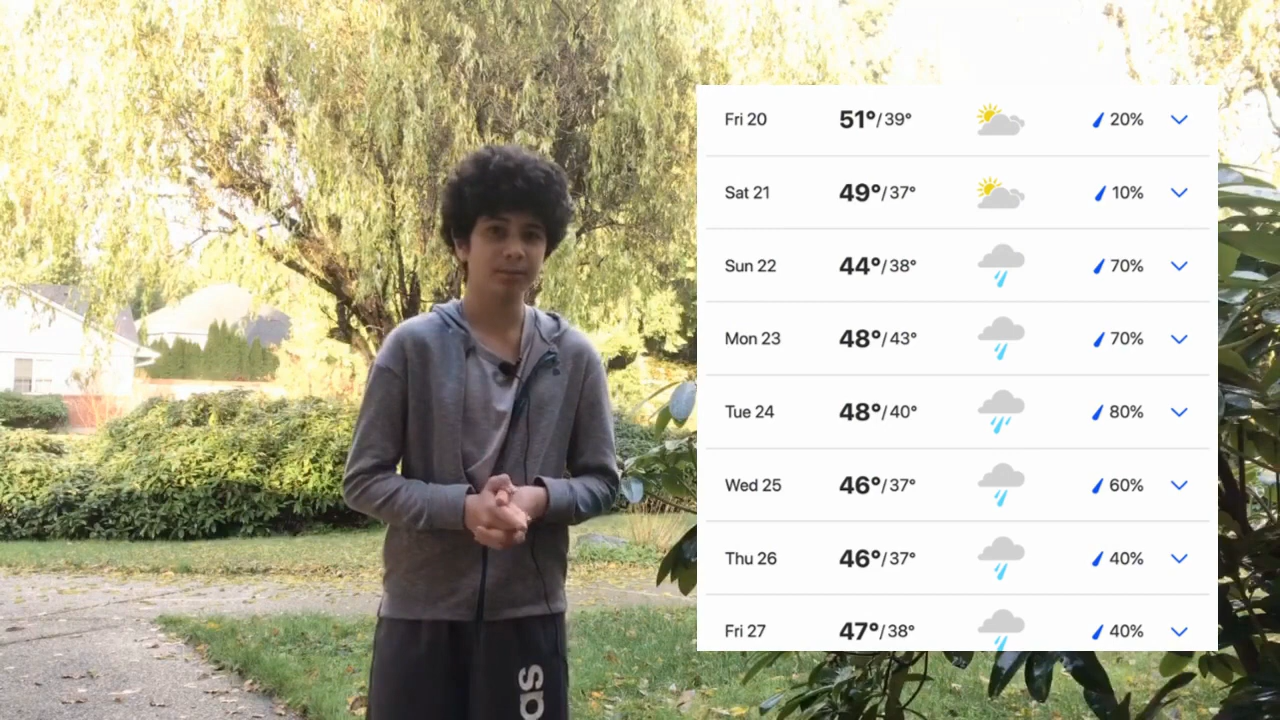 Fri 20 51°/39° 20%
Sat 21 49°/37° 10%
Sun 22 44°/38° 70%
Mon 23 48°/43° 70%
Tue 24 48°/40° 80%
Wed 25 46°/37° 60%
Thu 26 46°/37° 40%
Fri 27 47°/38° 40%
as